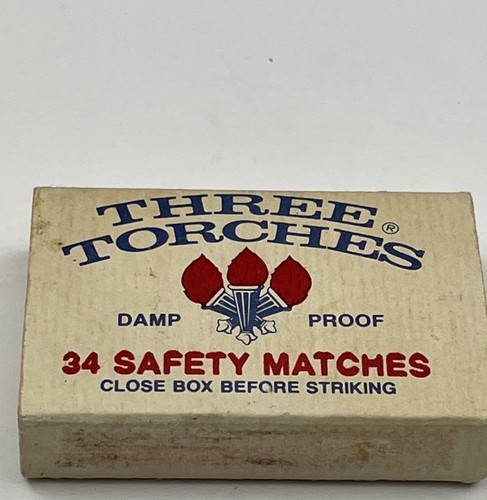 THREE
TORCHES®
DAMP PROOF
34 SAFETY MATCHES
CLOSE BOX BEFORE STRIKING